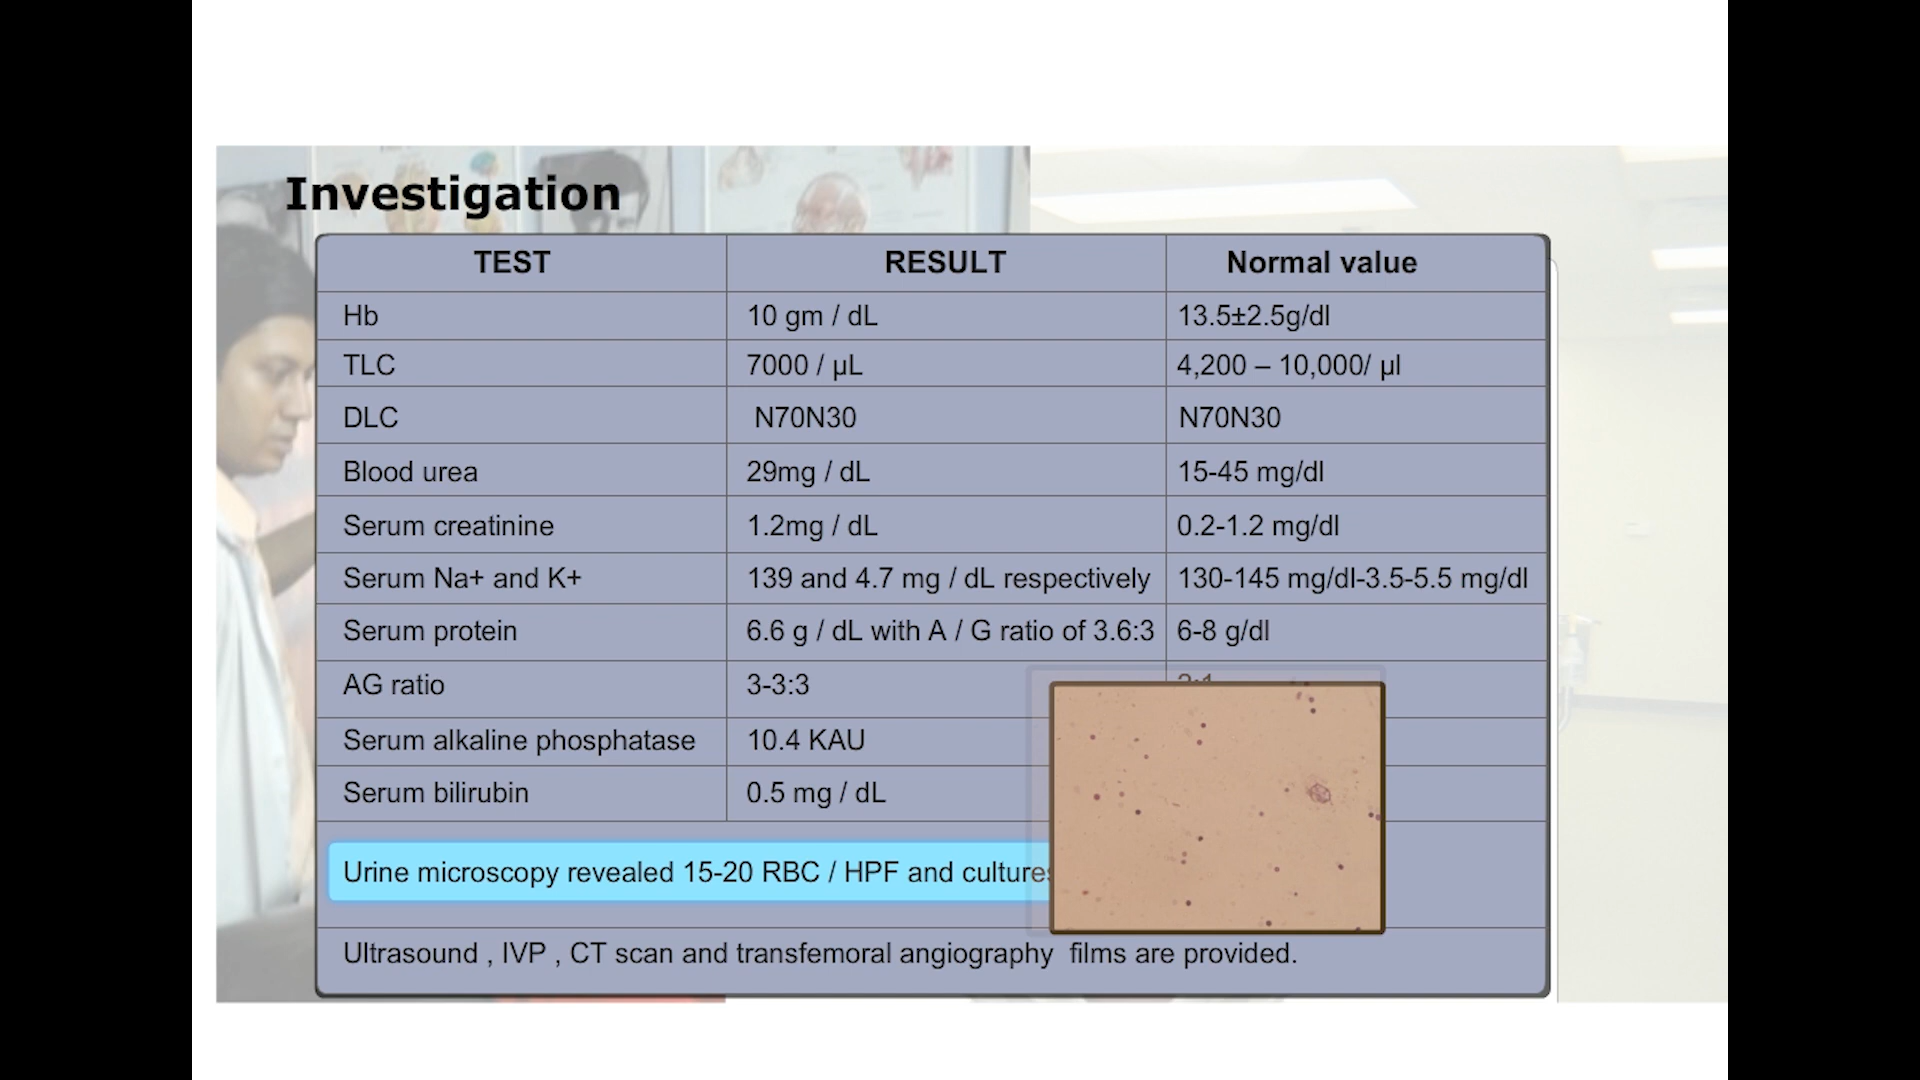 Investigation
TEST RESULT Normal value
Hb 10 gm / dL 13.5±2.5g/dl
TLC 7000 / µL 4,200 – 10,000/ µl
DLC N70N30 N70N30
Blood urea 29mg / dL 15-45 mg/dl
Serum creatinine 1.2mg / dL 0.2-1.2 mg/dl
Serum Na+ and K+ 139 and 4.7 mg / dL respectively 130-145 mg/dl-3.5-5.5 mg/dl
Serum protein 6.6 g / dL with A / G ratio of 3.6:3 6-8 g/dl
AG ratio 3-3:3
Serum alkaline phosphatase 10.4 KAU
Serum bilirubin 0.5 mg / dL
Urine microscopy revealed 15-20 RBC / HPF and cultures
Ultrasound , IVP , CT scan and transfemoral angiography films are provided.